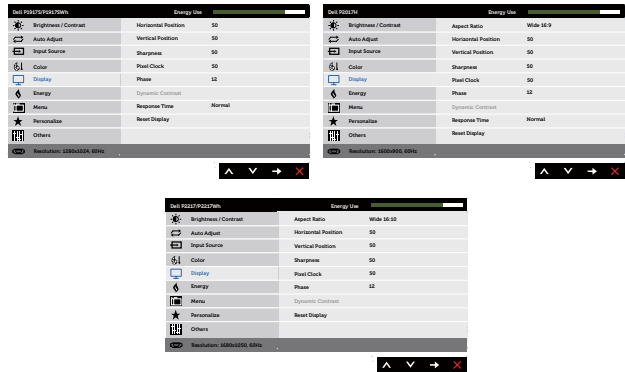 Dell P1917S/P1917SWh Energy Use
Brightness / Contrast Horizontal Position 50
Auto Adjust Vertical Position 50
Input Source Sharpness 50
Color Pixel Clock 50
Display Phase 12
Energy Dynamic Contrast
Menu Response Time Normal
Personalize Reset Display
Others
Resolution: 1280x1024, 60Hz
Dell P2017H Energy Use
Brightness / Contrast Aspect Ratio Wide 16:9
Auto Adjust Horizontal Position 50
Input Source Vertical Position 50
Color Sharpness 50
Display Pixel Clock 50
Energy Phase 12
Menu Dynamic Contrast
Personalize Response Time Normal
Others Reset Display
Resolution: 1600x900, 60Hz
Dell P2217/P2217Wh Energy Use
Brightness / Contrast Aspect Ratio Wide 16:10
Auto Adjust Horizontal Position 50
Input Source Vertical Position 50
Color Sharpness 50
Display Pixel Clock 50
Energy Phase 12
Menu Dynamic Contrast
Personalize Reset Display
Others
Resolution: 1680x1050, 60Hz